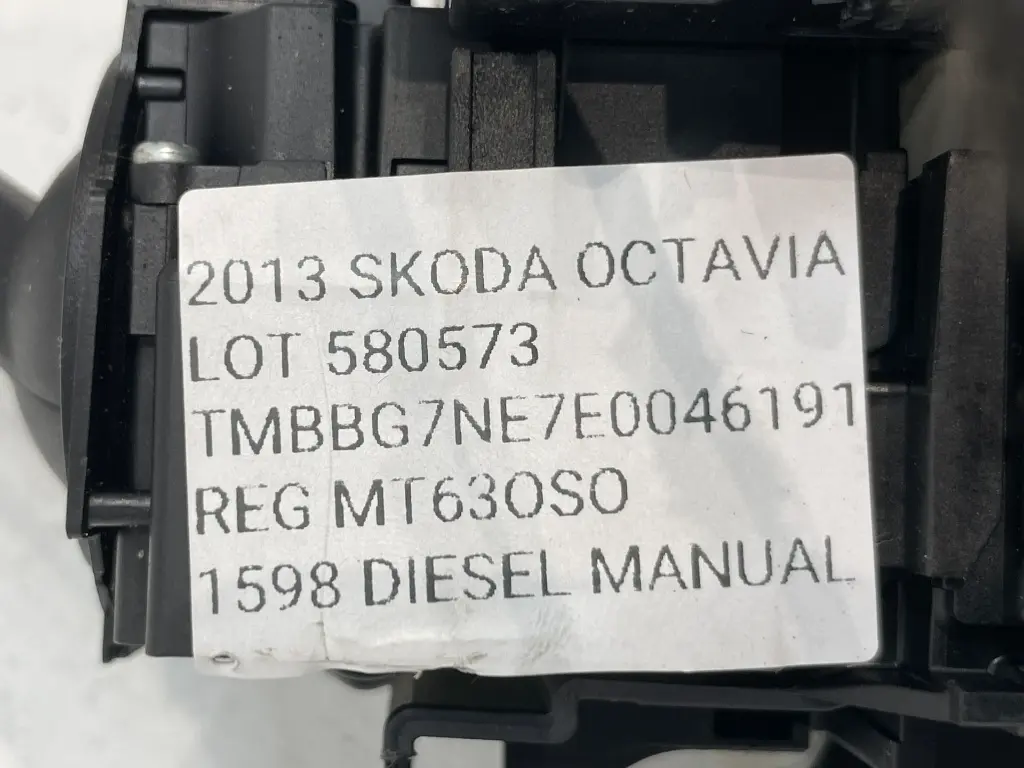 2013 SKODA OCTAVIA
LOT 580573
TMBBG7NE7E0046191
REG MT63OSO
1598 DIESEL MANUAL